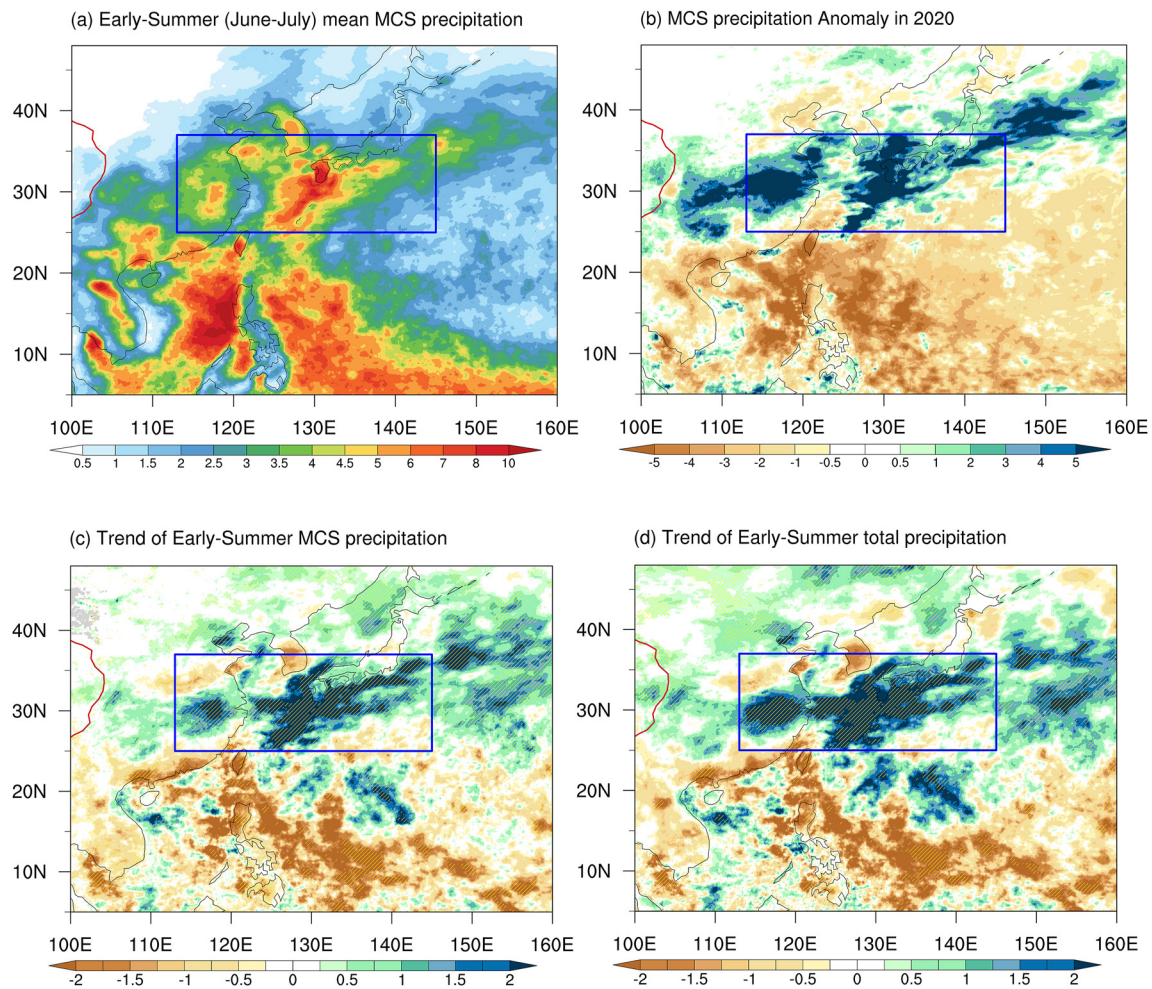 (a) Early-Summer (June-July) mean MCS precipitation
(b) MCS precipitation Anomaly in 2020
40N
30N
20N
10N
100E 110E 120E 130E 140E 150E 160E
0.5 1 1.5 2 2.5 3 3.5 4 4.5 5 6 7 8 10
40N
30N
20N
10N
100E 110E 120E 130E 140E 150E 160E
-5 -4 -3 -2 -1 -0.5 0 0.5 1 2 3 4 5
(c) Trend of Early-Summer MCS precipitation
(d) Trend of Early-Summer total precipitation
40N
30N
20N
10N
100E 110E 120E 130E 140E 150E 160E
-2 -1.5 -1 -0.5 0 0.5 1 1.5 2
40N
30N
20N
10N
100E 110E 120E 130E 140E 150E 160E
-2 -1.5 -1 -0.5 0 0.5 1 1.5 2